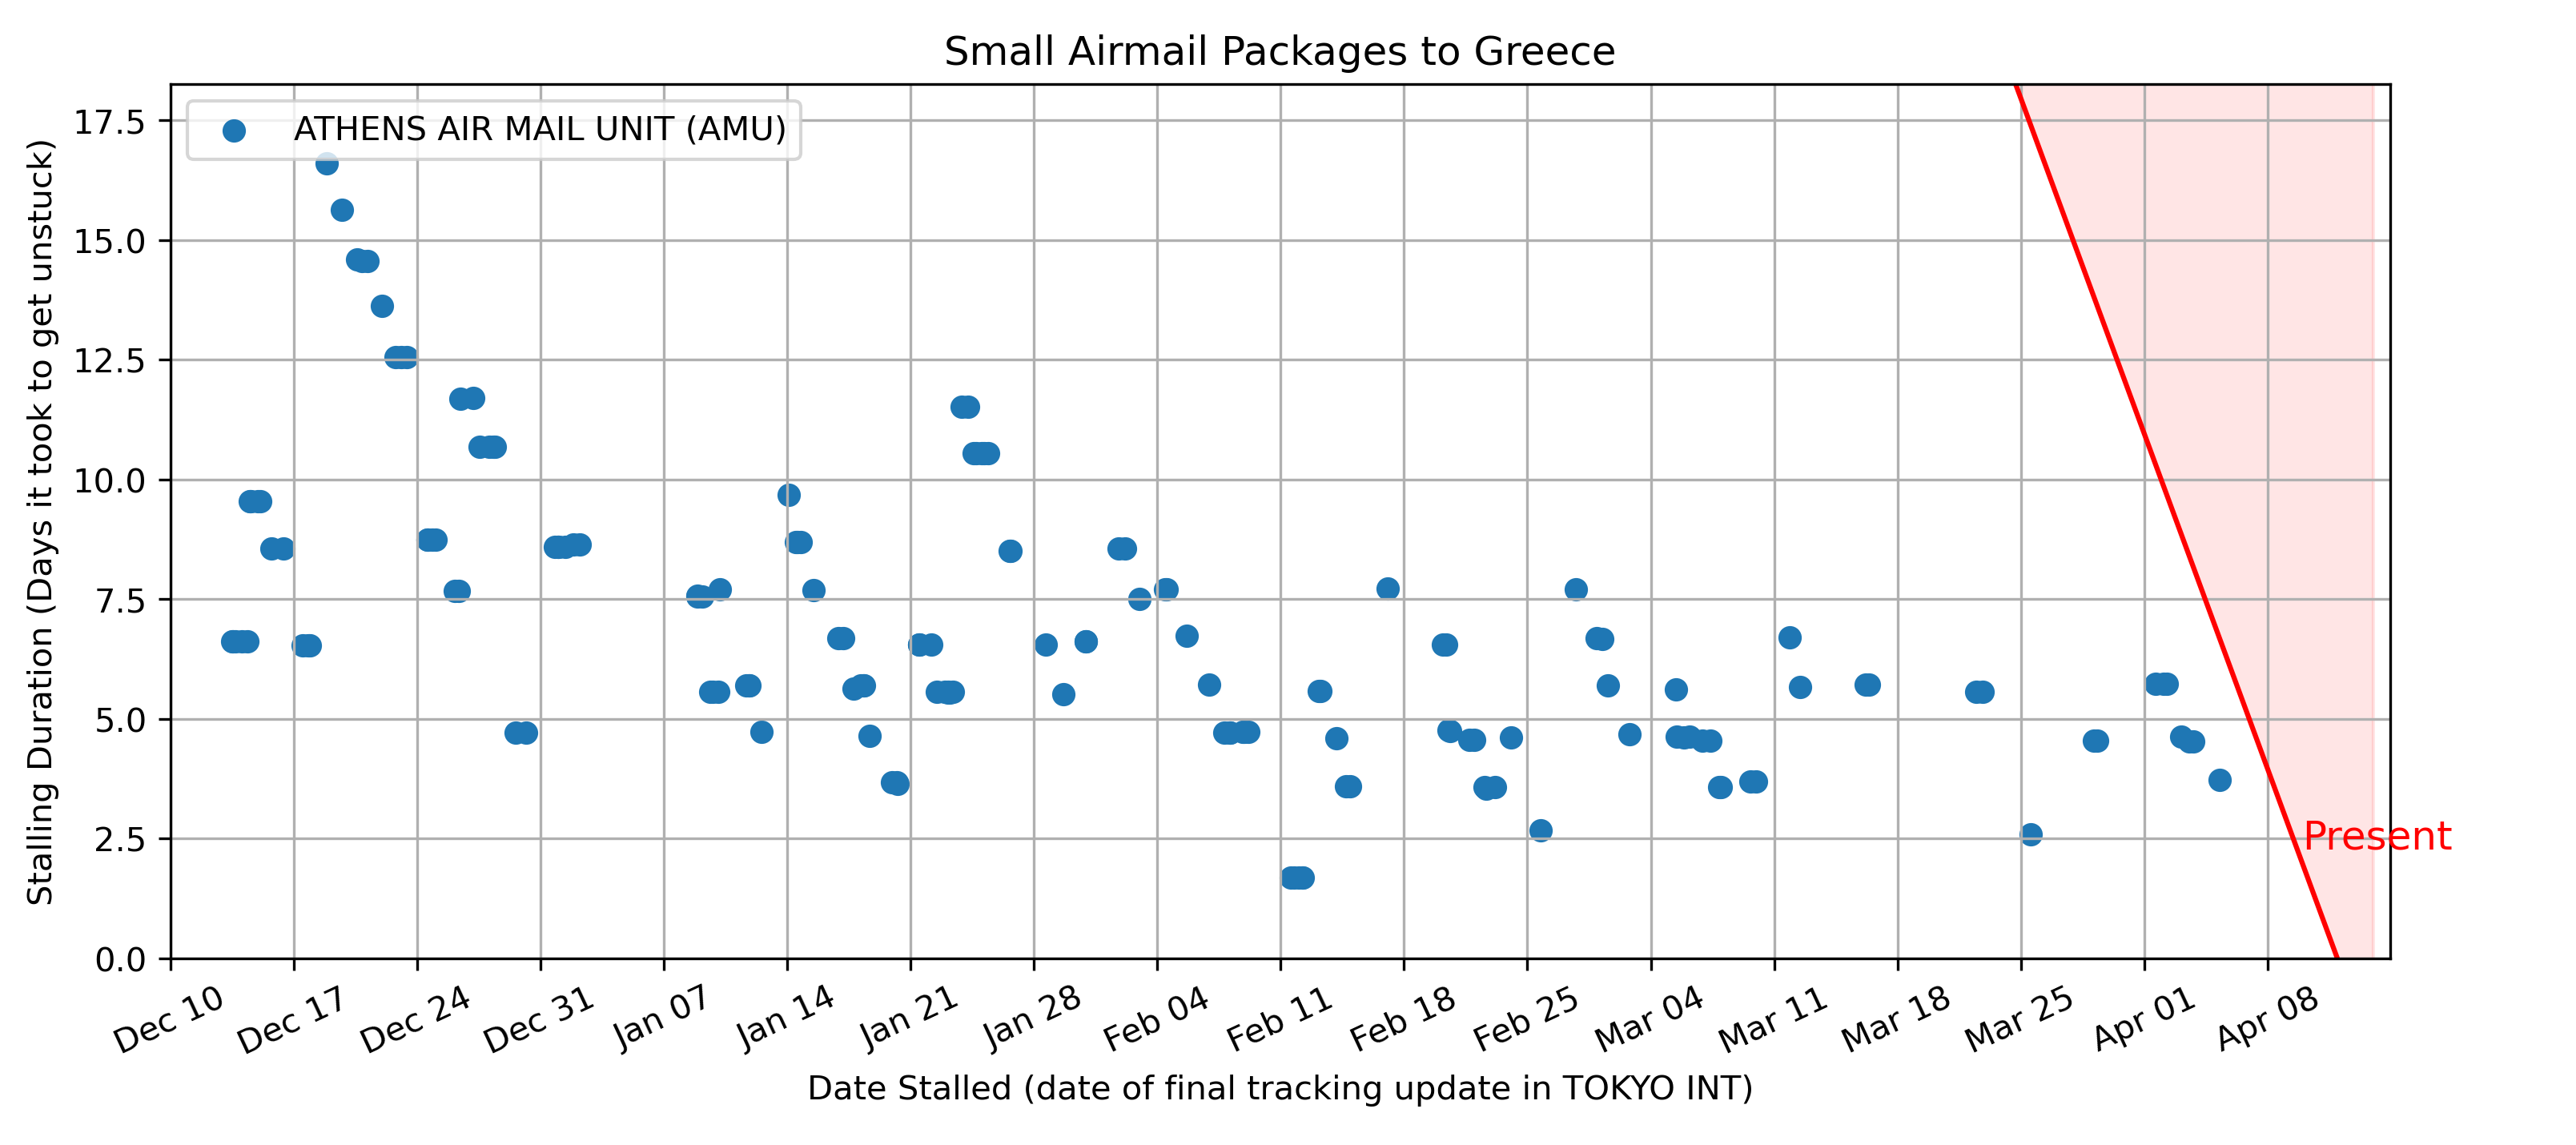 Small Airmail Packages to Greece
ATHENS AIR MAIL UNIT (AMU)
Stalling Duration (Days it took to get unstuck)
17.5
15.0
12.5
10.0
7.5
5.0
2.5
0.0
Present
Dec 10
Dec 17
Dec 24
Dec 31
Jan 07
Jan 14
Jan 21
Jan 28
Feb 04
Feb 11
Feb 18
Feb 25
Mar 04
Mar 11
Mar 18
Mar 25
Apr 01
Apr 08
Date Stalled (date of final tracking update in TOKYO INT)